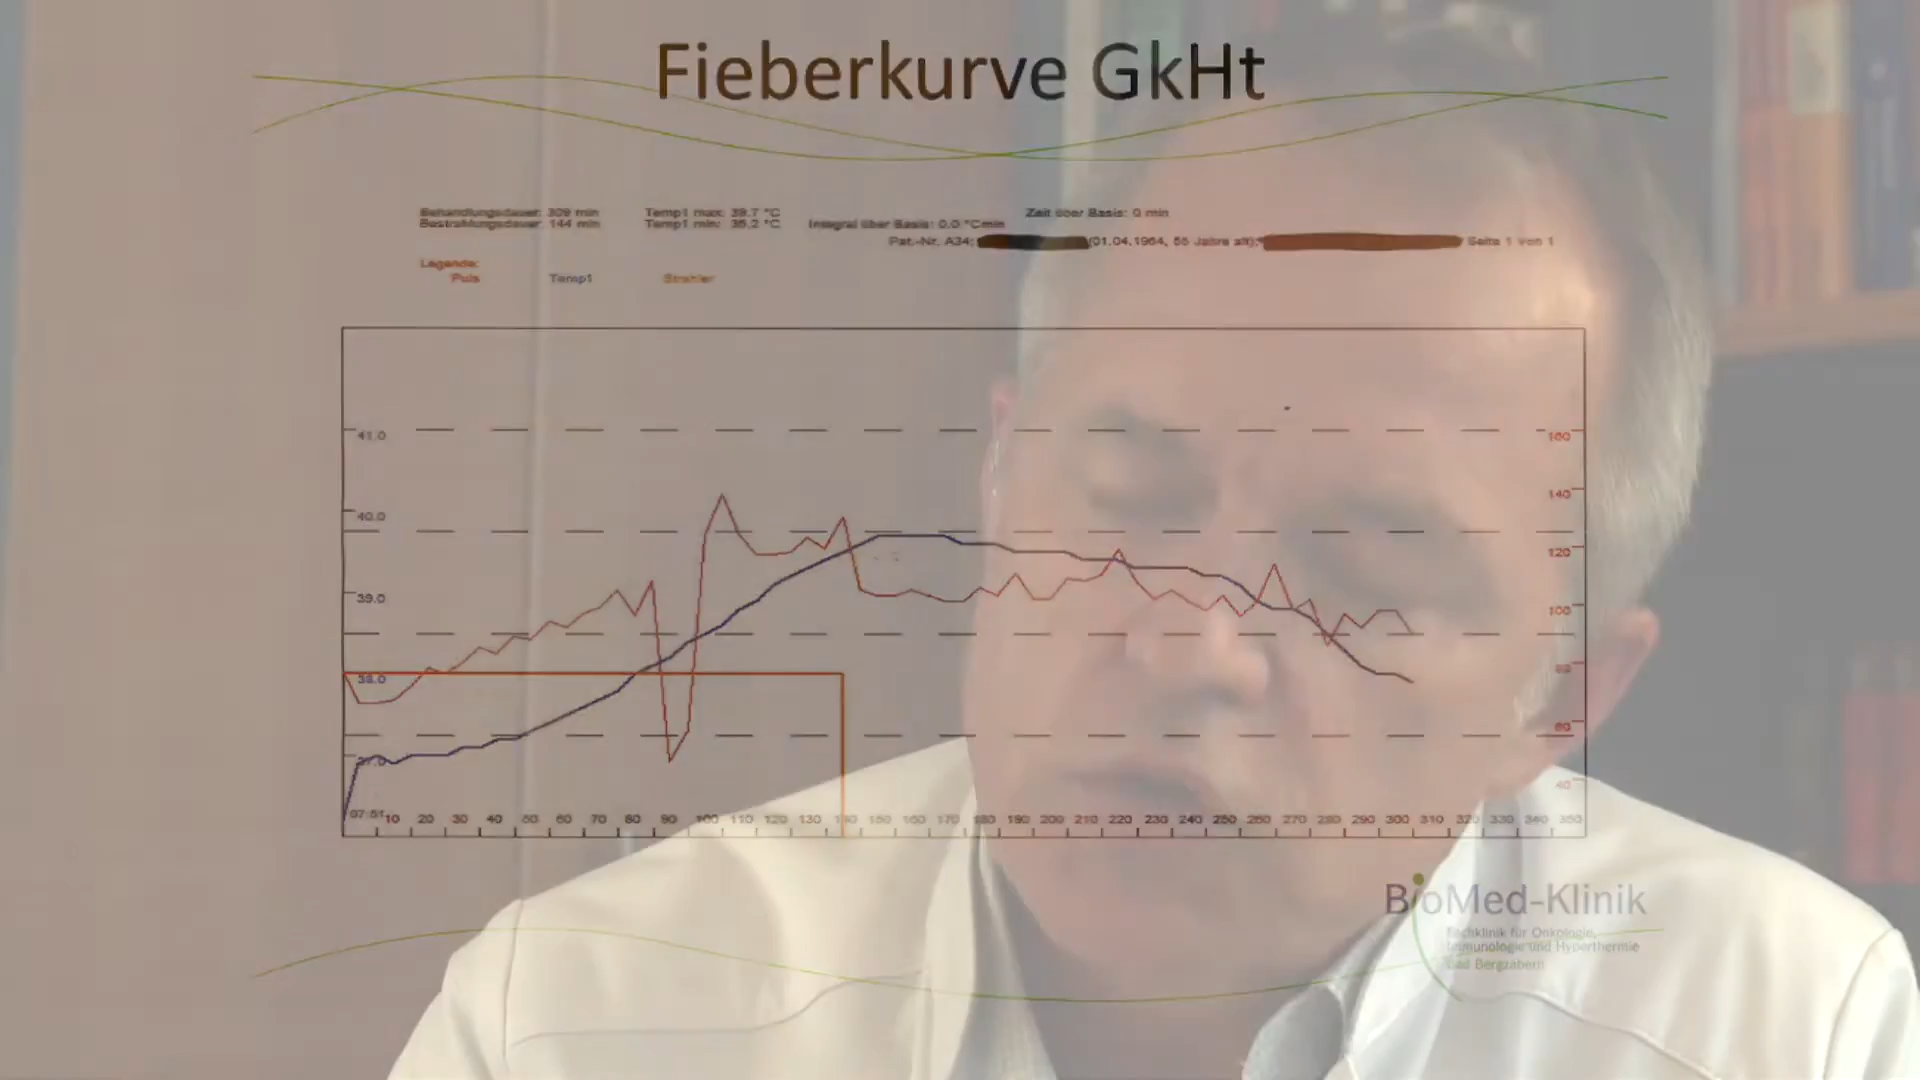 Fieberkurve GkHt
Behandlungsdauer: 309 min Temp1 max: 39.7 °C Zeit über Basis: 0 min
Bestrahlungsdauer: 144 min Temp1 min: 36.2 °C Integral über Basis: 0.0 °Cmin
Pat.-Nr. A34; (01.04.1964, 55 Jahre alt); Seite 1 von 1
Legende:
Puls Temp1 Strahler
41.0 160
140
40.0
120
39.0
100
38.0 80
60
37.0
40
07:51 10 20 30 40 50 60 70 80 90 100 110 120 130 140 150 160 170 180 190 200 210 220 230 240 250 260 270 280 290 300 310 320 330 340 350
BioMed-Klinik
Fachklinik für Onkologie,
Immunologie und Hyperthermie
Bad Bergzabern